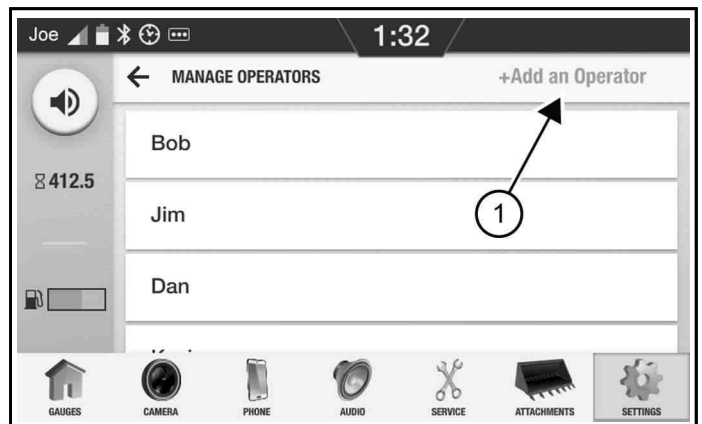 Joe 1:32
MANAGE OPERATORS +Add an Operator
Bob
412.5
Jim
1
Dan
GAUGES CAMERA PHONE AUDIO SERVICE ATTACHMENTS SETTINGS